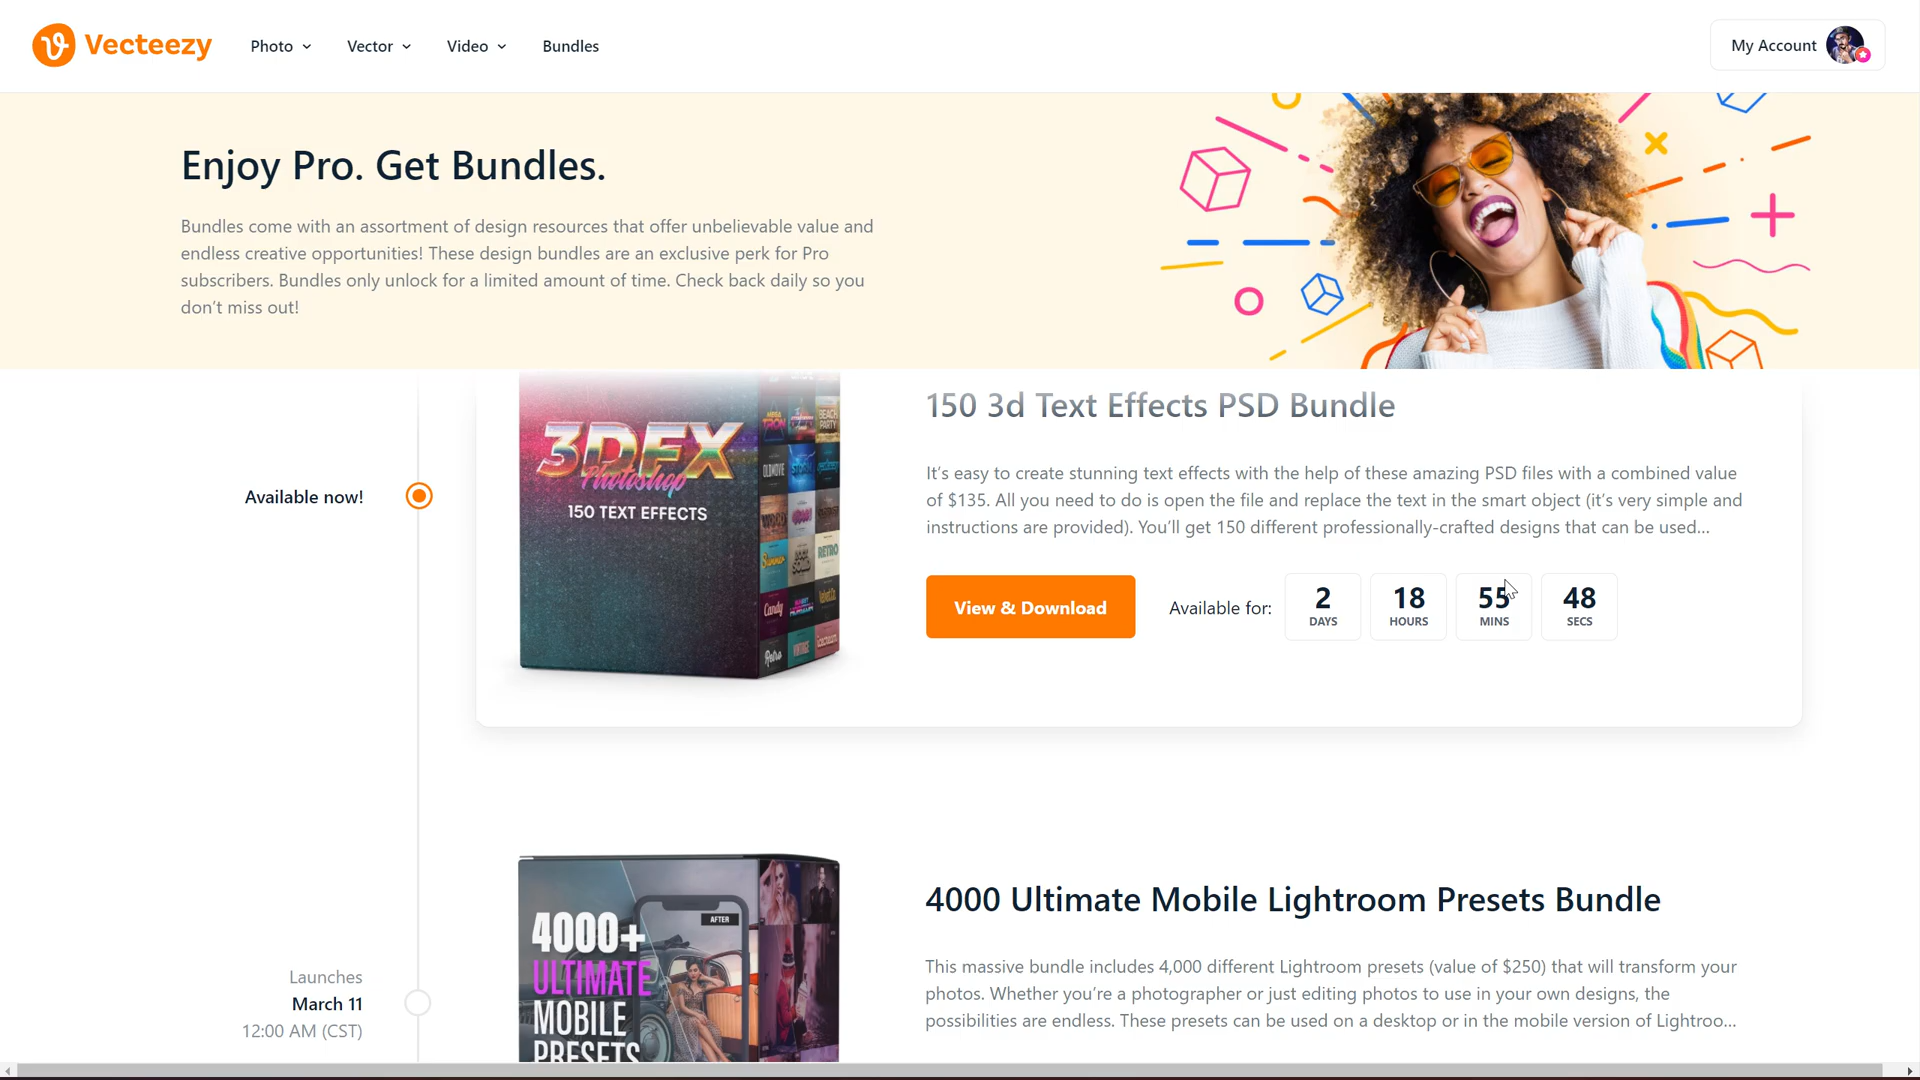 Vecteezy
Photo
Vector
Video
Bundles
My Account
Enjoy Pro. Get Bundles.
Bundles come with an assortment of design resources that offer unbelievable value and
endless creative opportunities! These design bundles are an exclusive perk for Pro
subscribers. Bundles only unlock for a limited amount of time. Check back daily so you
don’t miss out!
Available now!
3DFX
Photoshop
150 TEXT EFFECTS
BEACH
PARTY
OLDMOVIE
Summer
RETRO
Candy
Retro
VINTAGE
150 3d Text Effects PSD Bundle
It’s easy to create stunning text effects with the help of these amazing PSD files with a combined value
of $135. All you need to do is open the file and replace the text in the smart object (it’s very simple and
instructions are provided). You’ll get 150 different professionally-crafted designs that can be used...
View & Download
Available for:
2
DAYS
18
HOURS
55
MINS
48
SECS
Launches
March 11
12:00 AM (CST)
AFTER
4000+
ULTIMATE
MOBILE
PRESETS
4000 Ultimate Mobile Lightroom Presets Bundle
This massive bundle includes 4,000 different Lightroom presets (value of $250) that will transform your
photos. Whether you’re a photographer or just editing photos to use in your own designs, the
possibilities are endless. These presets can be used on a desktop or in the mobile version of Lightroo...